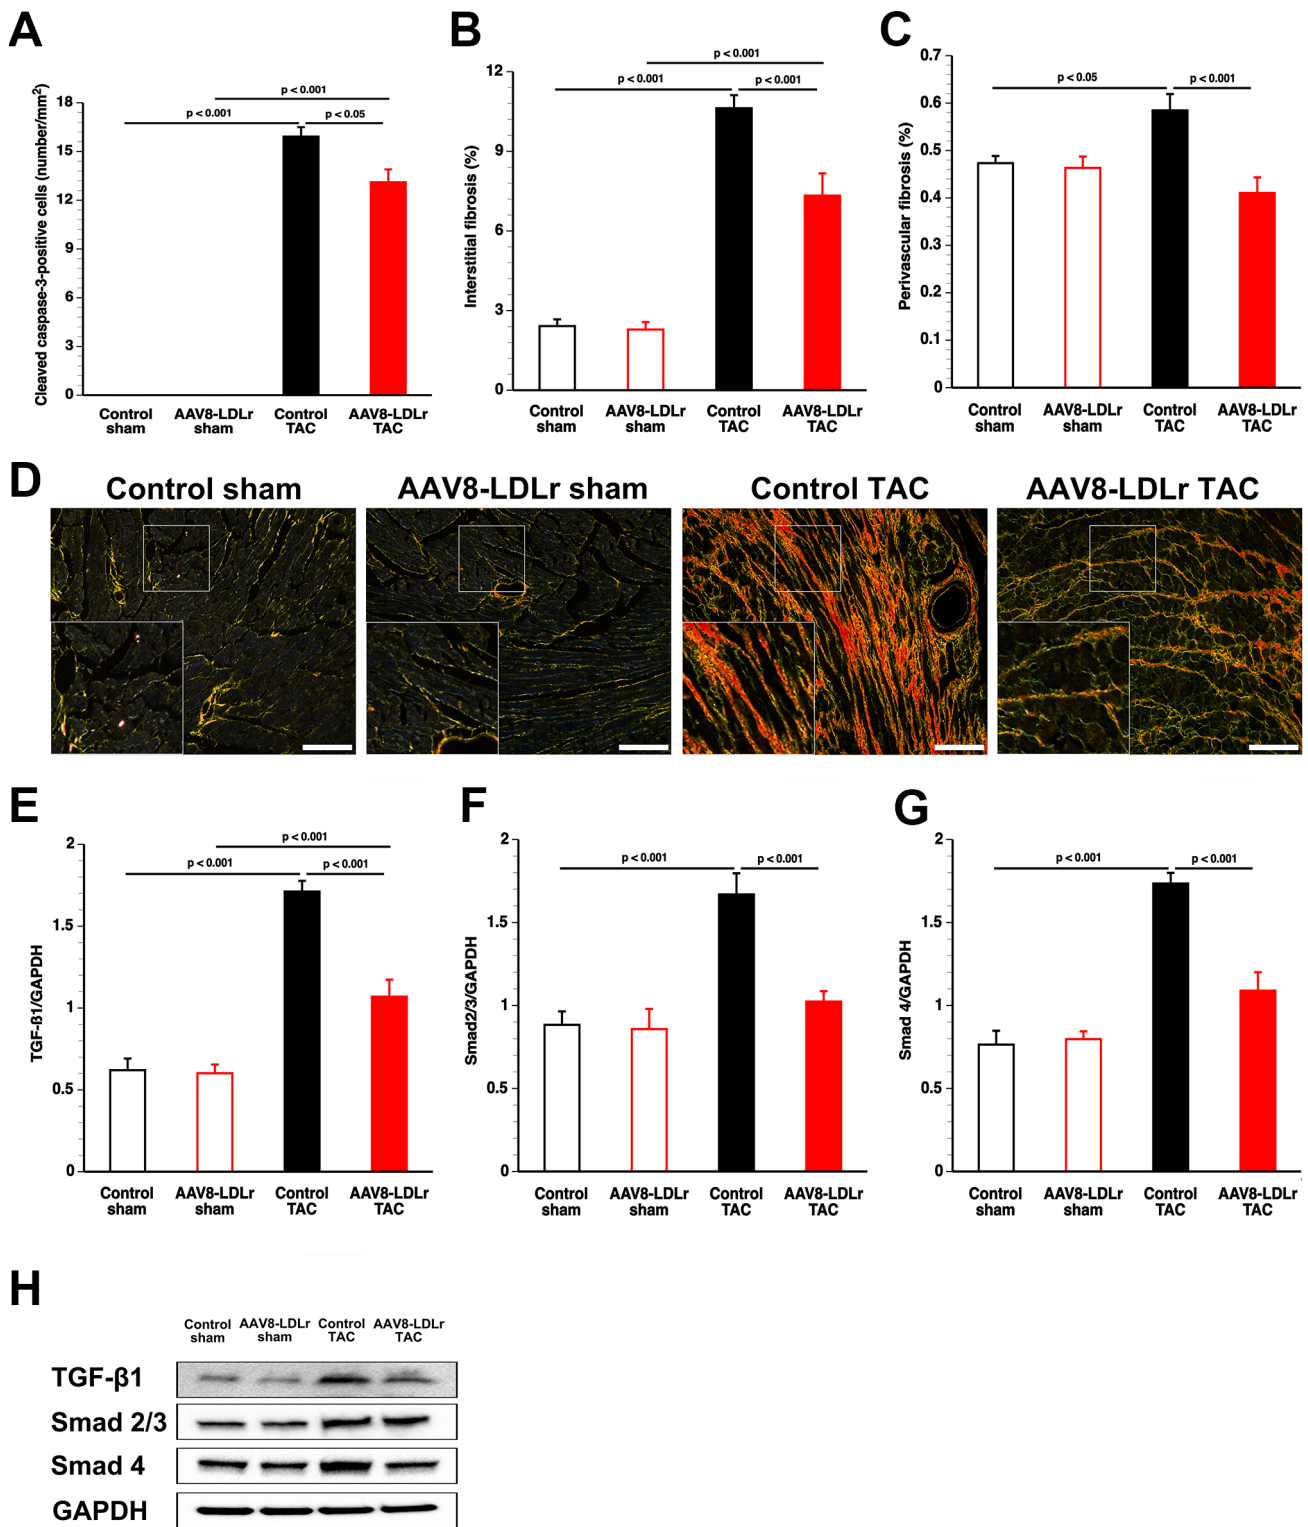 A
Cleaved caspase-3-positive cells (number/mm²)
18
15
12
9
6
3
0
p < 0.001
p < 0.001
p < 0.05
Control sham
AAV8-LDLr sham
Control TAC
AAV8-LDLr TAC
B
Interstitial fibrosis (%)
12
9
6
3
0
p < 0.001
p < 0.001
p < 0.001
Control sham
AAV8-LDLr sham
Control TAC
AAV8-LDLr TAC
C
Perivascular fibrosis (%)
0.7
0.6
0.5
0.4
0.3
0.2
0.1
0
p < 0.05
p < 0.001
Control sham
AAV8-LDLr sham
Control TAC
AAV8-LDLr TAC
D
Control sham
AAV8-LDLr sham
Control TAC
AAV8-LDLr TAC
E
TGF-ß1/GAPDH
2
1.5
1
0.5
0
p < 0.001
p < 0.001
p < 0.001
Control sham
AAV8-LDLr sham
Control TAC
AAV8-LDLr TAC
F
Smad2/3/GAPDH
2
1.5
1
0.5
0
p < 0.001
p < 0.001
Control sham
AAV8-LDLr sham
Control TAC
AAV8-LDLr TAC
G
Smad 4/GAPDH
2
1.5
1
0.5
0
p < 0.001
p < 0.001
Control sham
AAV8-LDLr sham
Control TAC
AAV8-LDLr TAC
H
Control sham
AAV8-LDLr sham
Control TAC
AAV8-LDLr TAC
TGF-β1
Smad 2/3
Smad 4
GAPDH